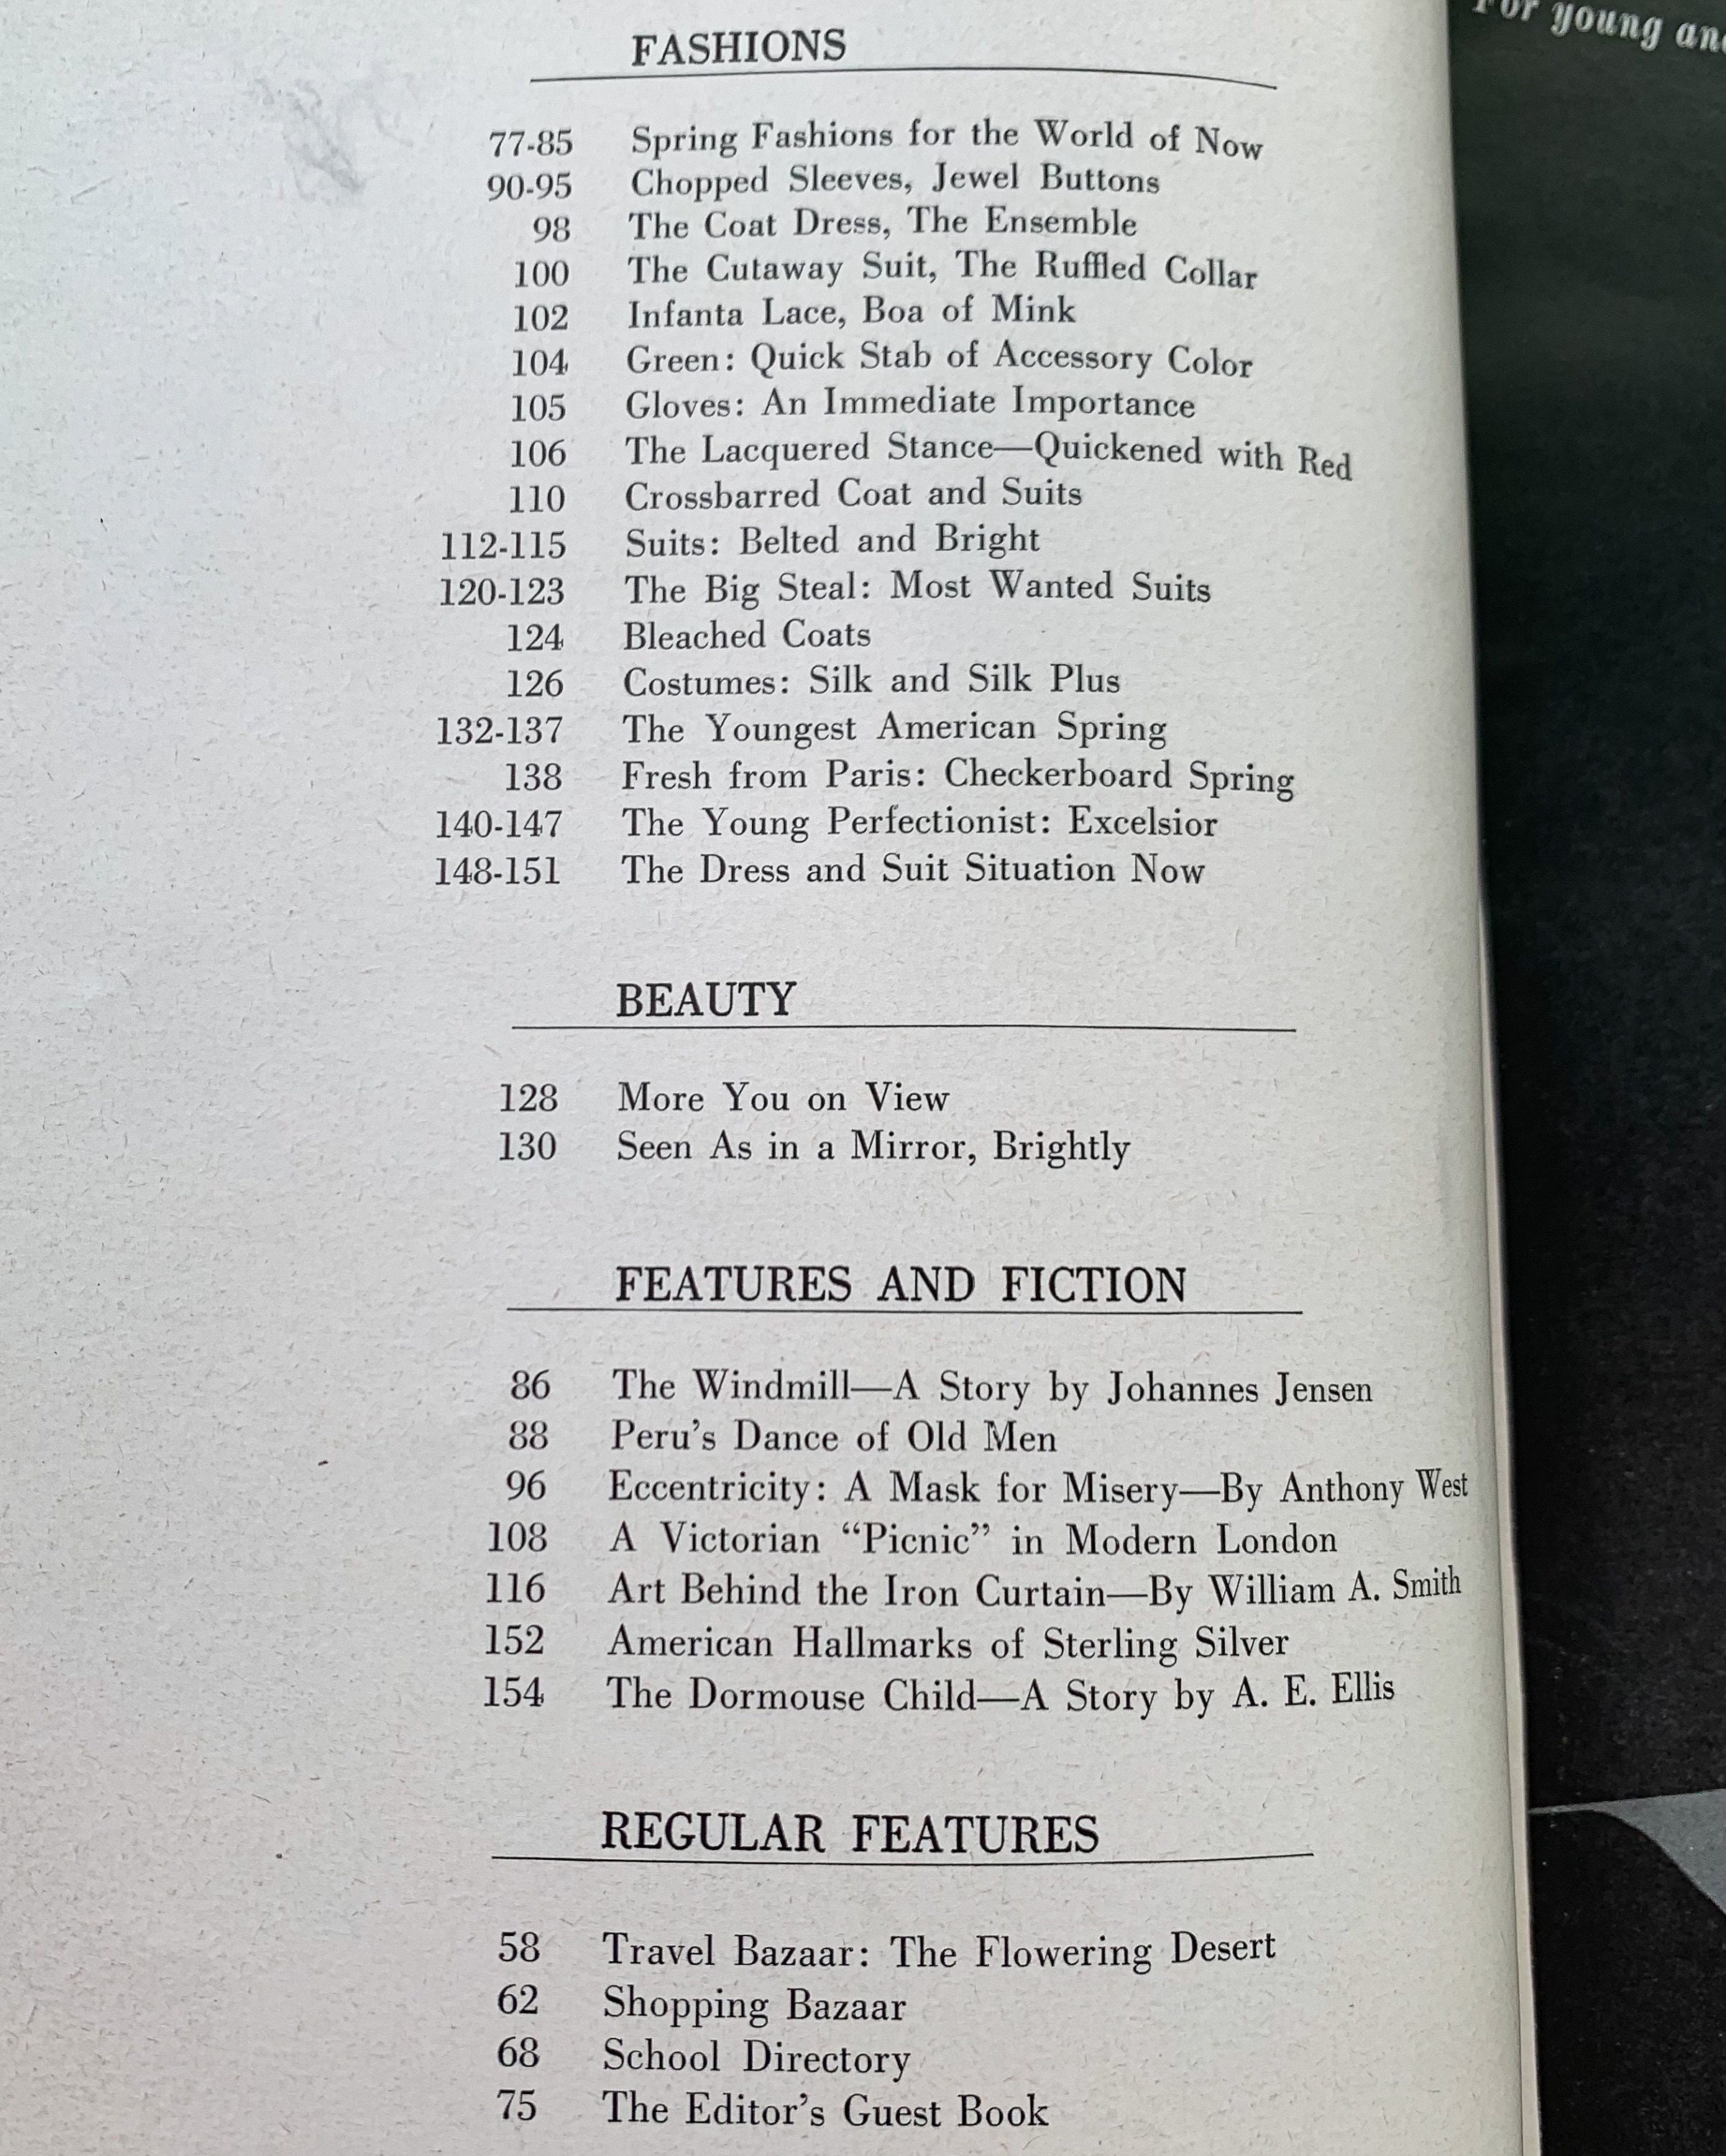 FASHIONS
77-85 Spring Fashions for the World of Now
90-95 Chopped Sleeves, Jewel Buttons
98 The Coat Dress, The Ensemble
100 The Cutaway Suit, The Ruffled Collar
102 Infanta Lace, Boa of Mink
104 Green: Quick Stab of Accessory Color
105 Gloves: An Immediate Importance
106 The Lacquered Stance—Quickened with Red
110 Crossbarred Coat and Suits
112-115 Suits: Belted and Bright
120-123 The Big Steal: Most Wanted Suits
124 Bleached Coats
126 Costumes: Silk and Silk Plus
132-137 The Youngest American Spring
138 Fresh from Paris: Checkerboard Spring
140-147 The Young Perfectionist: Excelsior
148-151 The Dress and Suit Situation Now
BEAUTY
128 More You on View
130 Seen As in a Mirror, Brightly
FEATURES AND FICTION
86 The Windmill—A Story by Johannes Jensen
88 Peru's Dance of Old Men
96 Eccentricity: A Mask for Misery—By Anthony West
108 A Victorian “Picnic” in Modern London
116 Art Behind the Iron Curtain—By William A. Smith
152 American Hallmarks of Sterling Silver
154 The Dormouse Child—A Story by A. E. Ellis
REGULAR FEATURES
58 Travel Bazaar: The Flowering Desert
62 Shopping Bazaar
68 School Directory
75 The Editor's Guest Book
For young